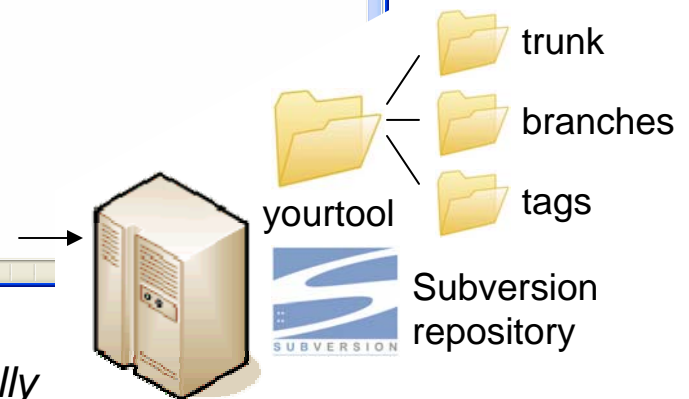 trunk
branches
tags
yourtool
Subversion
repository
SUBVERSION